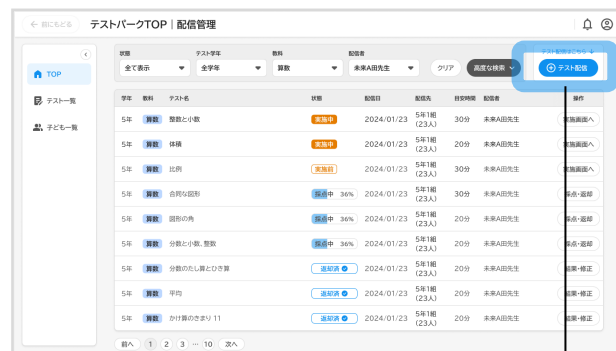 ← 前にもどる テストパークTOP｜配信管理
TOP
テスト一覧
子ども一覧
状態 テスト学年 教科 配信者 テスト配信はこちら ↓
全て表示 全学年 算数 未来A田先生 クリア 高度な検索 テスト配信
学年 教科 テスト名 状態 配信日 配信先 目安時間 配信者 操作
5年 算数 整数と小数 実施中 2024/01/23 5年1組 (23人) 30分 未来A田先生 実施画面へ
5年 算数 体積 実施中 2024/01/23 5年1組 (23人) 20分 未来A田先生 実施画面へ
5年 算数 比例 実施前 2024/01/23 5年1組 (23人) 30分 未来A田先生 実施画面へ
5年 算数 合同な図形 採点中 36% 2024/01/23 5年1組 (23人) 30分 未来A田先生 採点・返却
5年 算数 図形の角 採点中 36% 2024/01/23 5年1組 (23人) 20分 未来A田先生 採点・返却
5年 算数 分数と小数、整数 採点中 36% 2024/01/23 5年1組 (23人) 20分 未来A田先生 採点・返却
5年 算数 分数のたし算とひき算 返却済 2024/01/23 5年1組 (23人) 20分 未来A田先生 結果・修正
5年 算数 平均 返却済 2024/01/23 5年1組 (23人) 20分 未来A田先生 結果・修正
5年 算数 かけ算のきまり 11 返却済 2024/01/23 5年1組 (23人) 20分 未来A田先生 結果・修正
前へ 1 2 3 … 10 次へ